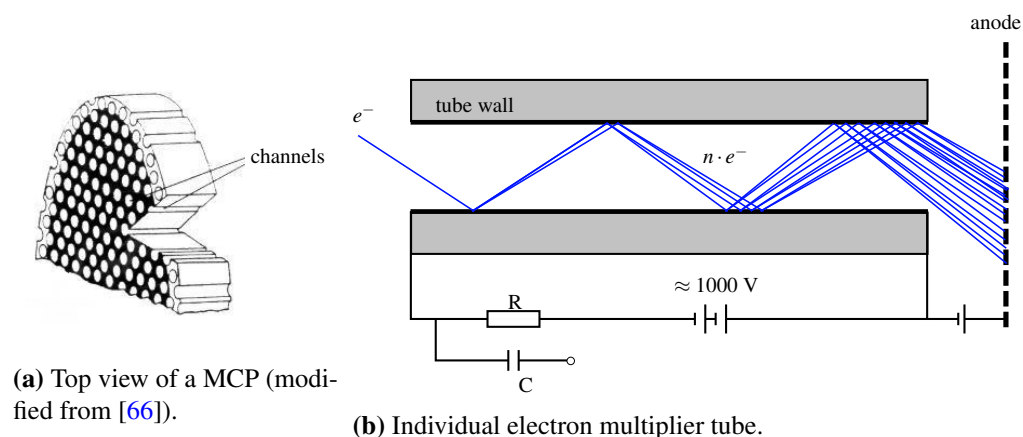 anode
tube wall
e⁻
channels
n · e⁻
≈ 1000 V
R
C
(a) Top view of a MCP (modi-
fied from [66]).
(b) Individual electron multiplier tube.